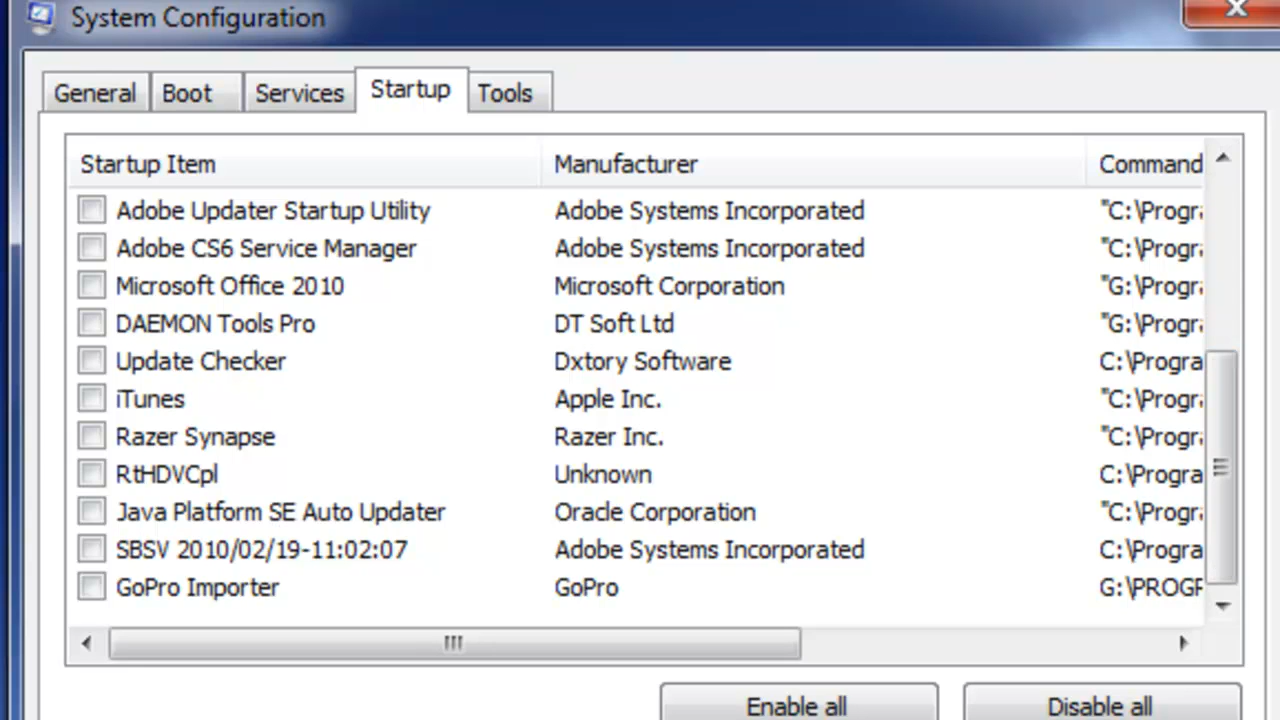 System Configuration
General Boot Services Startup Tools
Startup Item Manufacturer Command
Adobe Updater Startup Utility Adobe Systems Incorporated "C:\Progra
Adobe CS6 Service Manager Adobe Systems Incorporated "C:\Progra
Microsoft Office 2010 Microsoft Corporation "G:\Progra
DAEMON Tools Pro DT Soft Ltd "G:\Progra
Update Checker Dxtory Software C:\Progra
iTunes Apple Inc. "C:\Progra
Razer Synapse Razer Inc. "C:\Progra
RtHDVCpl Unknown C:\Progra
Java Platform SE Auto Updater Oracle Corporation "C:\Progra
SBSV 2010/02/19-11:02:07 Adobe Systems Incorporated C:\Progra
GoPro Importer GoPro G:\PROGR
Enable all Disable all